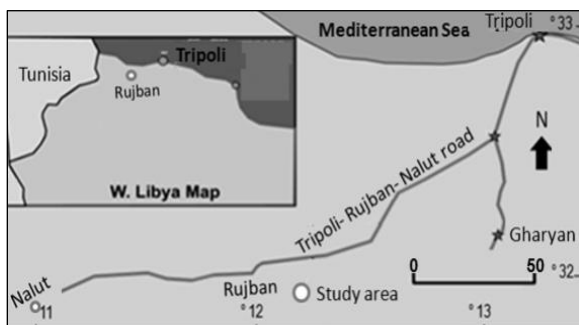 Mediterranean Sea
Tripoli
°33
Tunisia
Tripoli
Rujban
W. Libya Map
N
Tripoli- Rujban- Nalut road
Gharyan
0
50
°32
Nalut
Rujban
Study area
°11
°12
°13